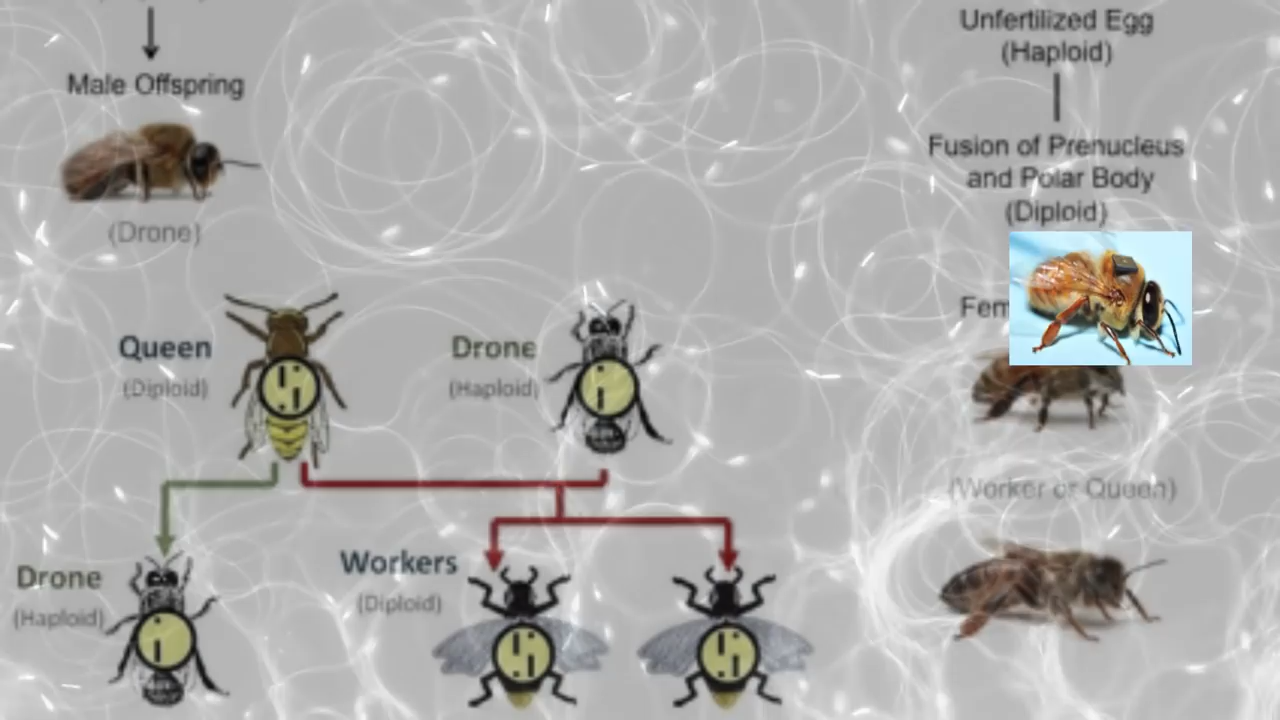 Male Offspring
(Drone)
Unfertilized Egg
(Haploid)
Fusion of Prenucleus
and Polar Body
(Diploid)
(Worker or Queen)
Queen
(Diploid)
Drone
(Haploid)
Drone
(Haploid)
Workers
(Diploid)